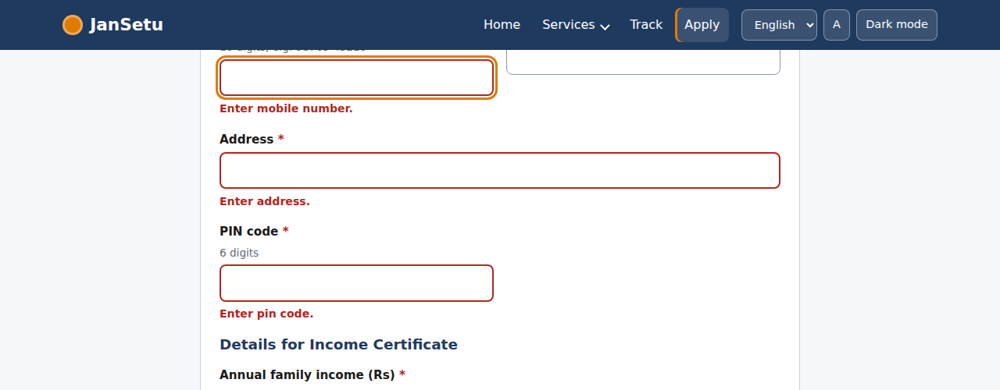 JanSetu
Home
Services
Track
Apply
English
A
Dark mode
Enter mobile number.
Address *
Enter address.
PIN code *
6 digits
Enter pin code.
Details for Income Certificate
Annual family income (Rs) *